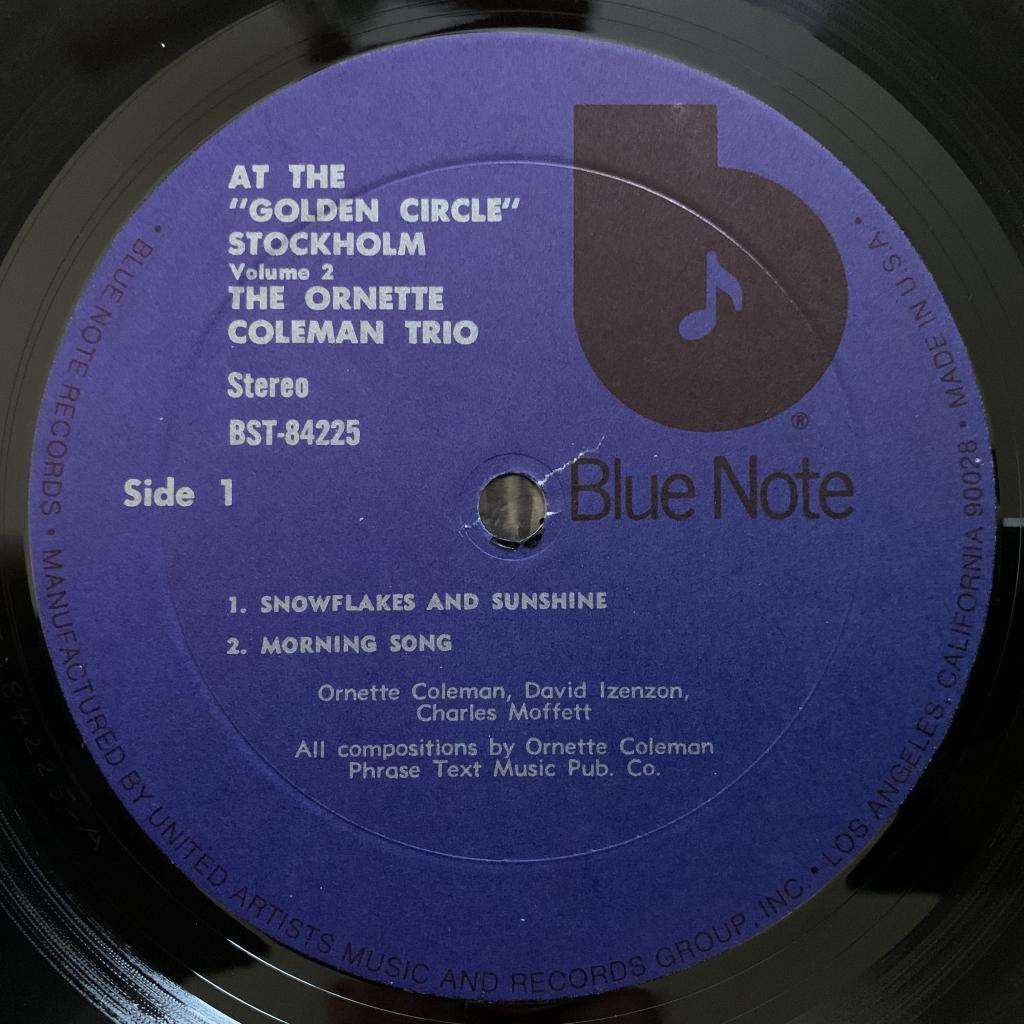 AT THE
"GOLDEN CIRCLE"
STOCKHOLM
Volume 2
THE ORNETTE
COLEMAN TRIO
Stereo
BST-84225
Side 1
®
Blue Note
1. SNOWFLAKES AND SUNSHINE
2. MORNING SONG
Ornette Coleman, David Izenzon,
Charles Moffett
All compositions by Ornette Coleman
Phrase Text Music Pub. Co.
• BLUE NOTE RECORDS • MANUFACTURED BY UNITED ARTISTS MUSIC AND RECORDS GROUP, INC. • LOS ANGELES, CALIFORNIA 90028 • MADE IN U.S.A. •
84225-A